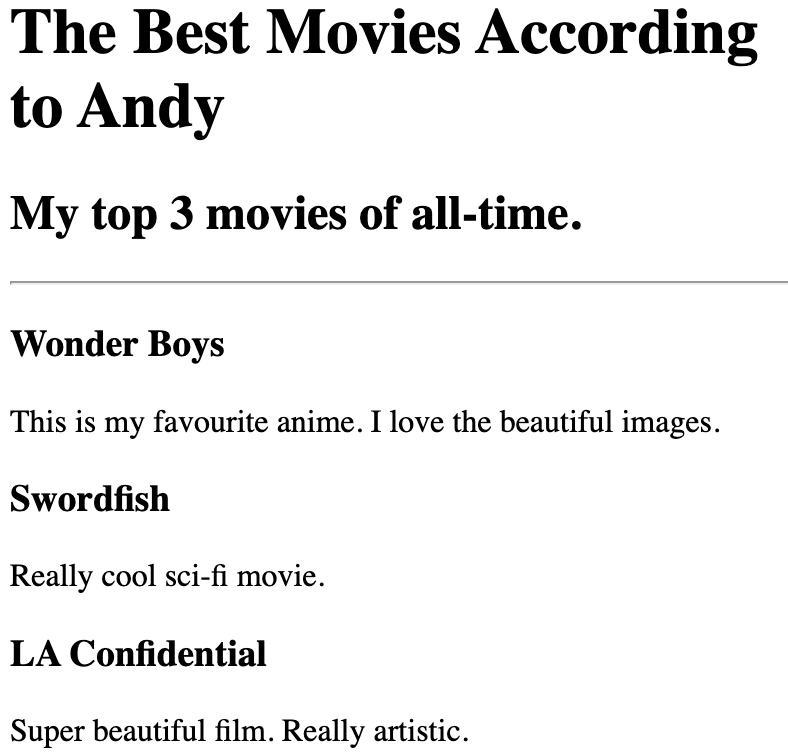 The Best Movies According
to Andy
My top 3 movies of all-time.
Wonder Boys
This is my favourite anime. I love the beautiful images.
Swordfish
Really cool sci-fi movie.
LA Confidential
Super beautiful film. Really artistic.